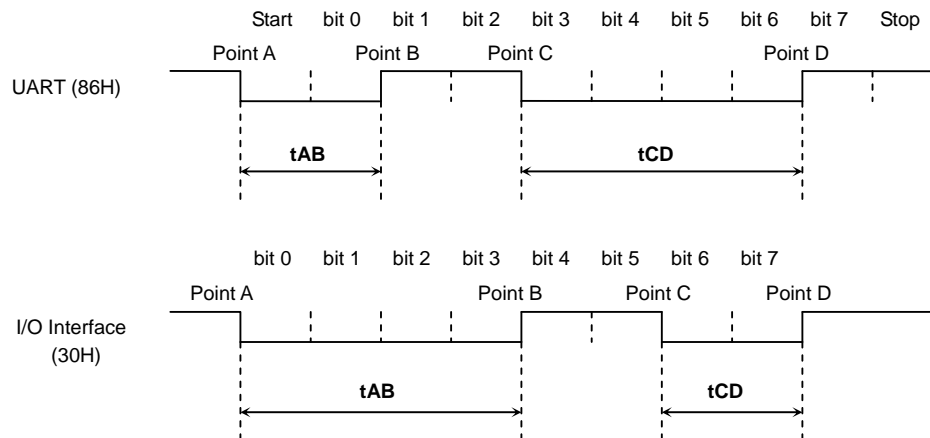 Start bit 0 bit 1 bit 2 bit 3 bit 4 bit 5 bit 6 bit 7 Stop
Point A Point B Point C Point D
UART (86H)
tAB tCD
bit 0 bit 1 bit 2 bit 3 bit 4 bit 5 bit 6 bit 7
Point A Point B Point C Point D
I/O Interface
(30H)
tAB tCD